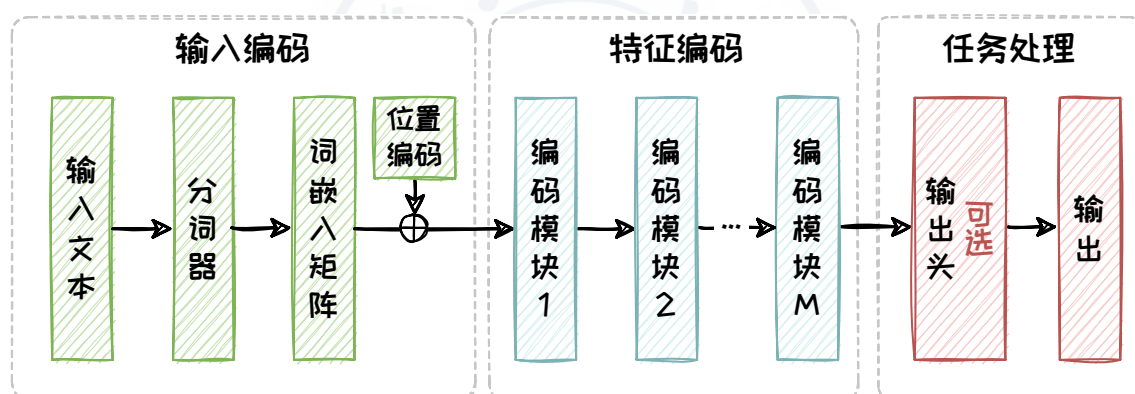 输入编码
特征编码
任务处理
输入文本
分词器
词嵌入矩阵
位置
编码
编码模块1
编码模块2
...
编码模块M
输出头
可选
输出